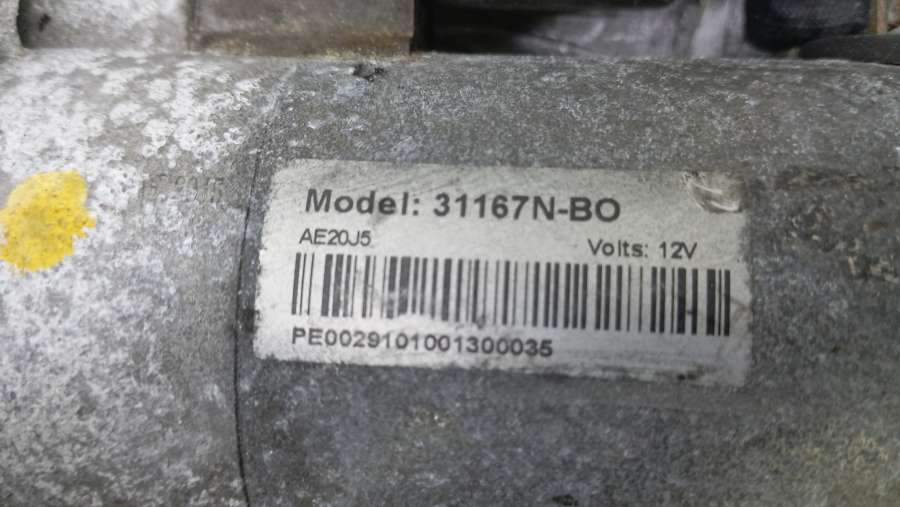 Model: 31167N-BO
AE20J5 Volts: 12V
PE0029101001300035